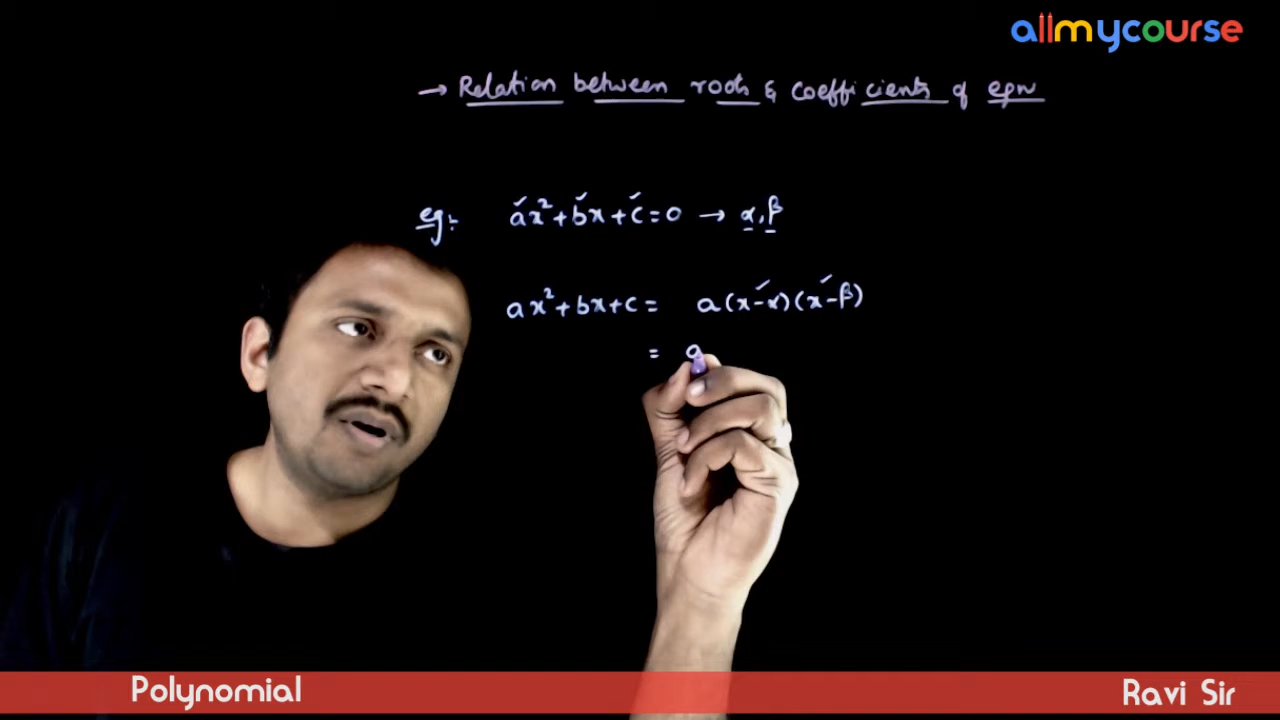 allmycourse
→ Relation between roots & coefficients of eqn
eg:- ax²+bx+c=0 → α, β
ax²+bx+c = a(x-α)(x-β)
= a
Polynomial
Ravi Sir